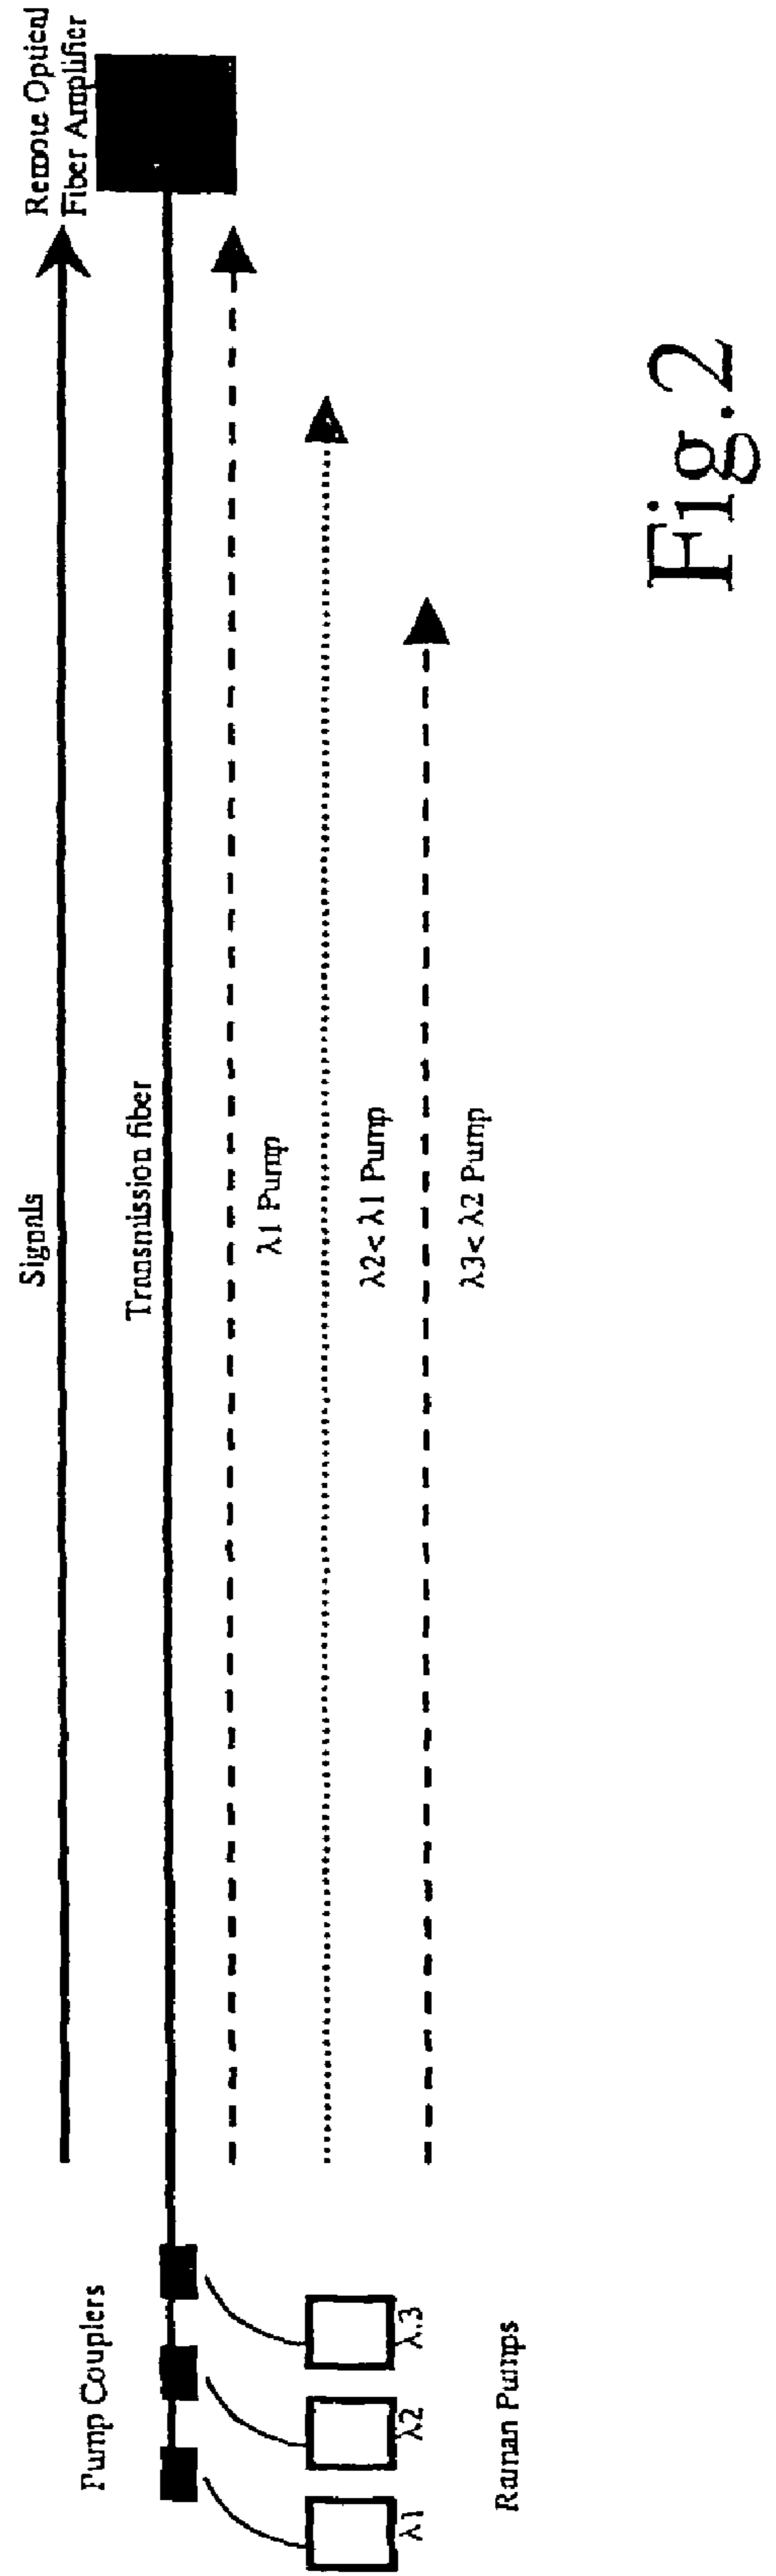 Signals
Remote Optical
Fiber Amplifier
Pump Couplers
Transmission fiber
λ1 Pump
λ2< λ1 Pump
λ3< λ2 Pump
λ1
λ2
λ3
Raman Pumps
Fig.2